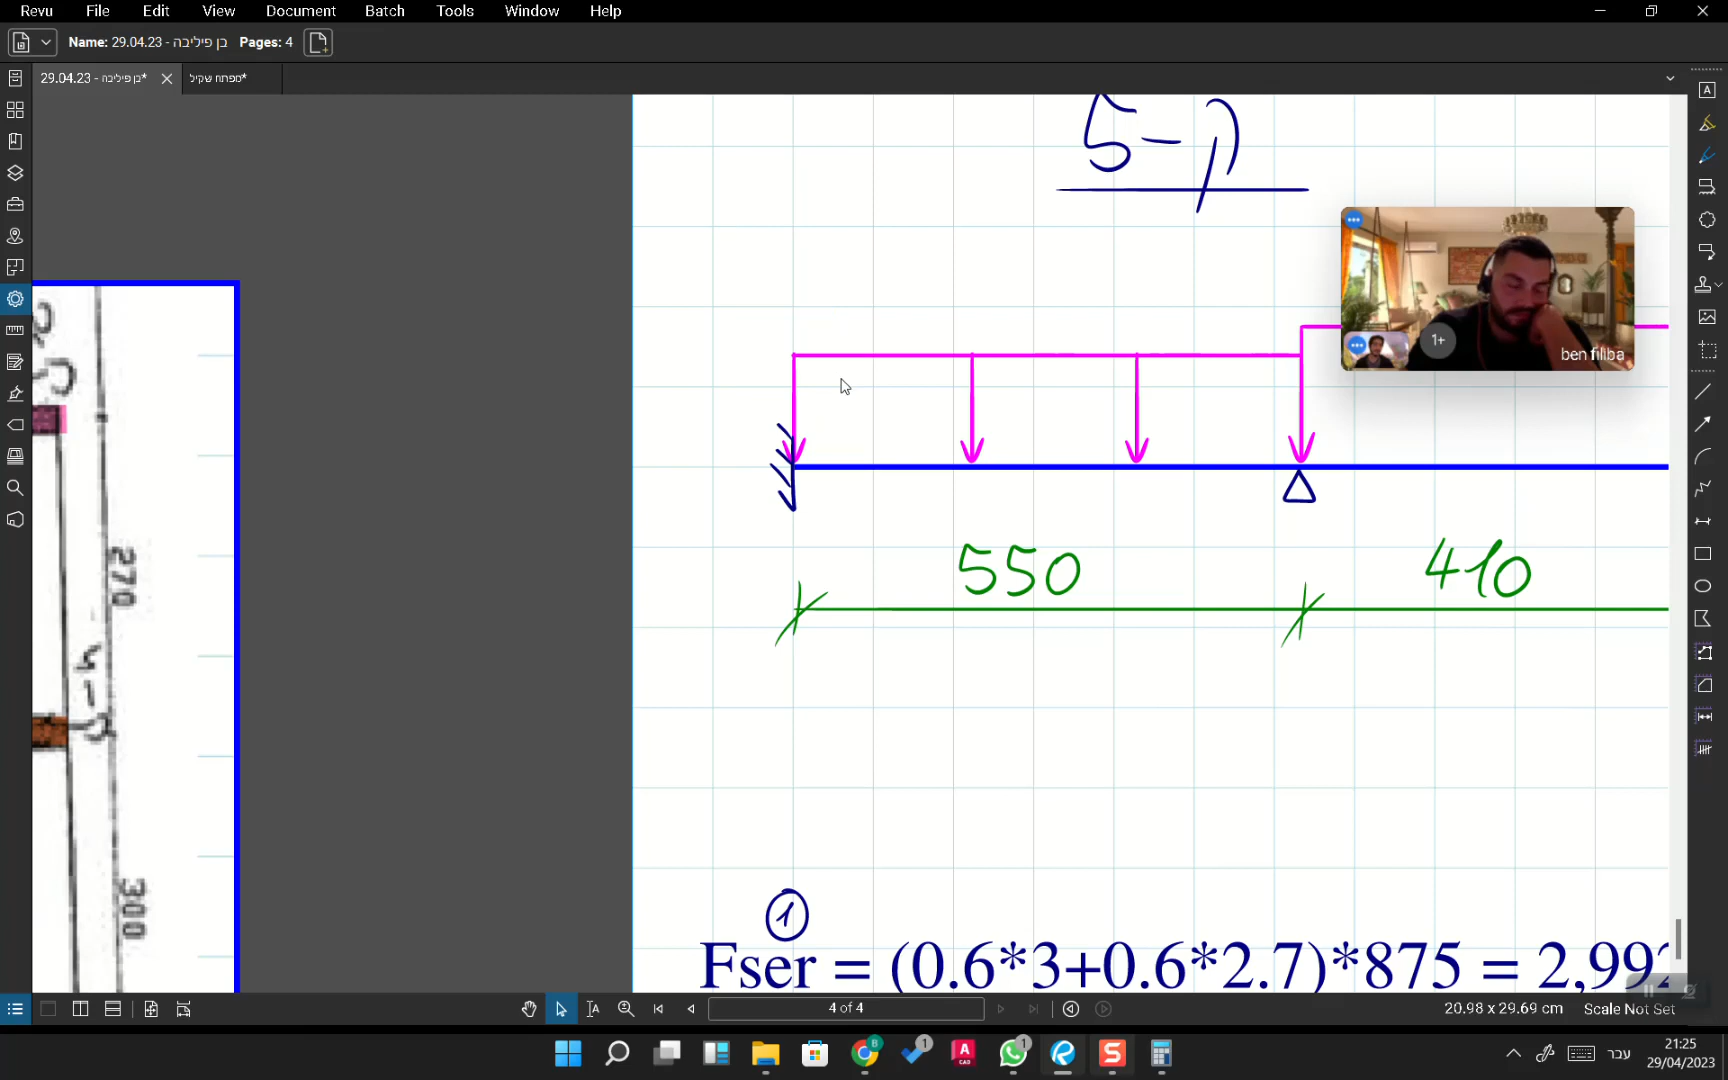 Revu File Edit View Document Batch Tools Window Help
Name: 29.04.23 - בן פיליבה Pages: 4
29.04.23 - בן פיליבה*
מפתח שקיל*
ק-5
1+
ben filiba
550
410
270
300
1
Fser = (0.6*3+0.6*2.7)*875 = 2,992
4 of 4
20.98 x 29.69 cm Scale Not Set
עבר
21:25
29/04/2023